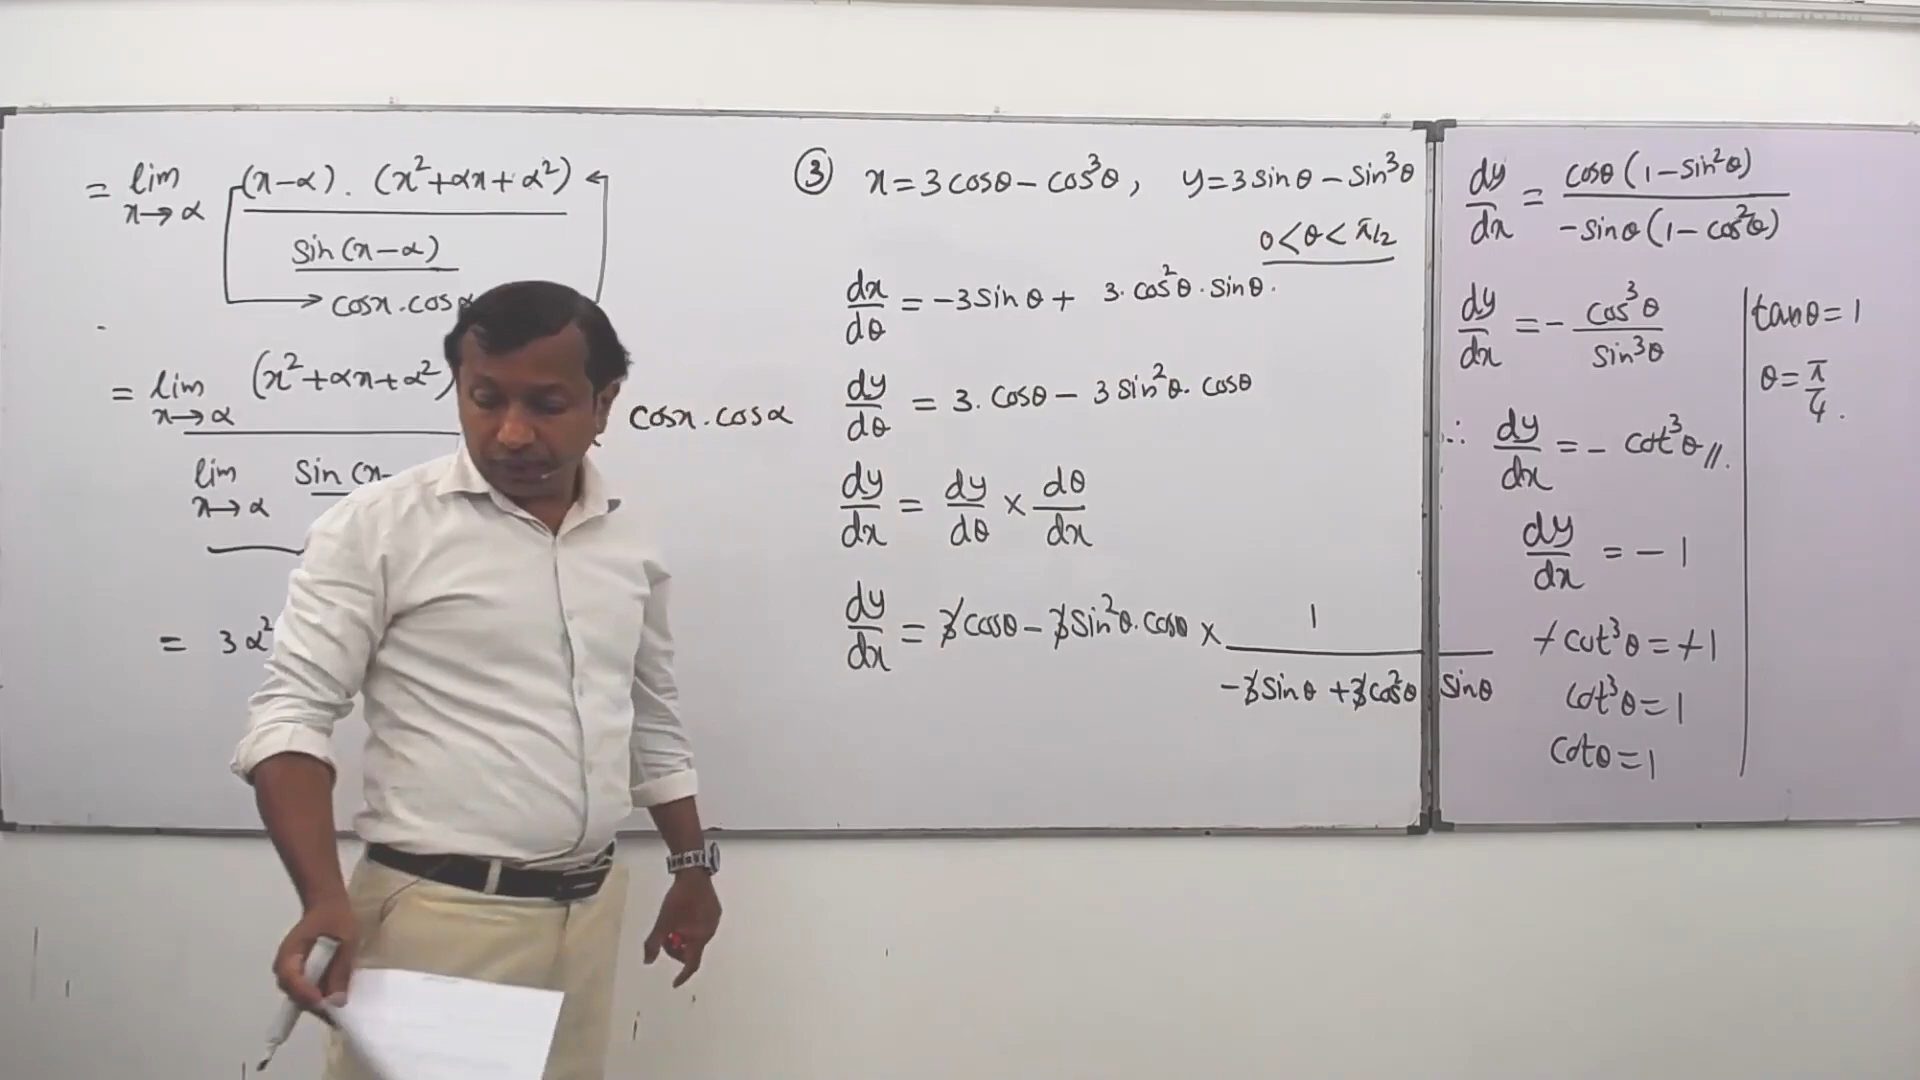 = lim x→α (x-α). (x²+αx+α²)
sin(x-α)
cosx.cosα
= lim x→α (x²+αx+α²)
cosx.cosα
lim x→α sin(x-
= 3α²
③ x=3cosθ-cos³θ, y=3sinθ-sin³θ
0<θ<π/2
dx/dθ = -3sinθ + 3.cos²θ.sinθ.
dy/dθ = 3.cosθ - 3sin²θ.cosθ
dy/dx = dy/dθ × dθ/dx
dy/dx = 3cosθ - 3sin²θ.cosθ × 1/(-3sinθ + 3cos²θ sinθ)
dy/dx = cosθ(1-sin²θ)/-sinθ(1-cos²θ)
dy/dx = - cos³θ/sin³θ
∴ dy/dx = - cot³θ //.
dy/dx = -1
-cot³θ = -1
cot³θ = 1
cotθ = 1
tanθ = 1
θ = π/4.